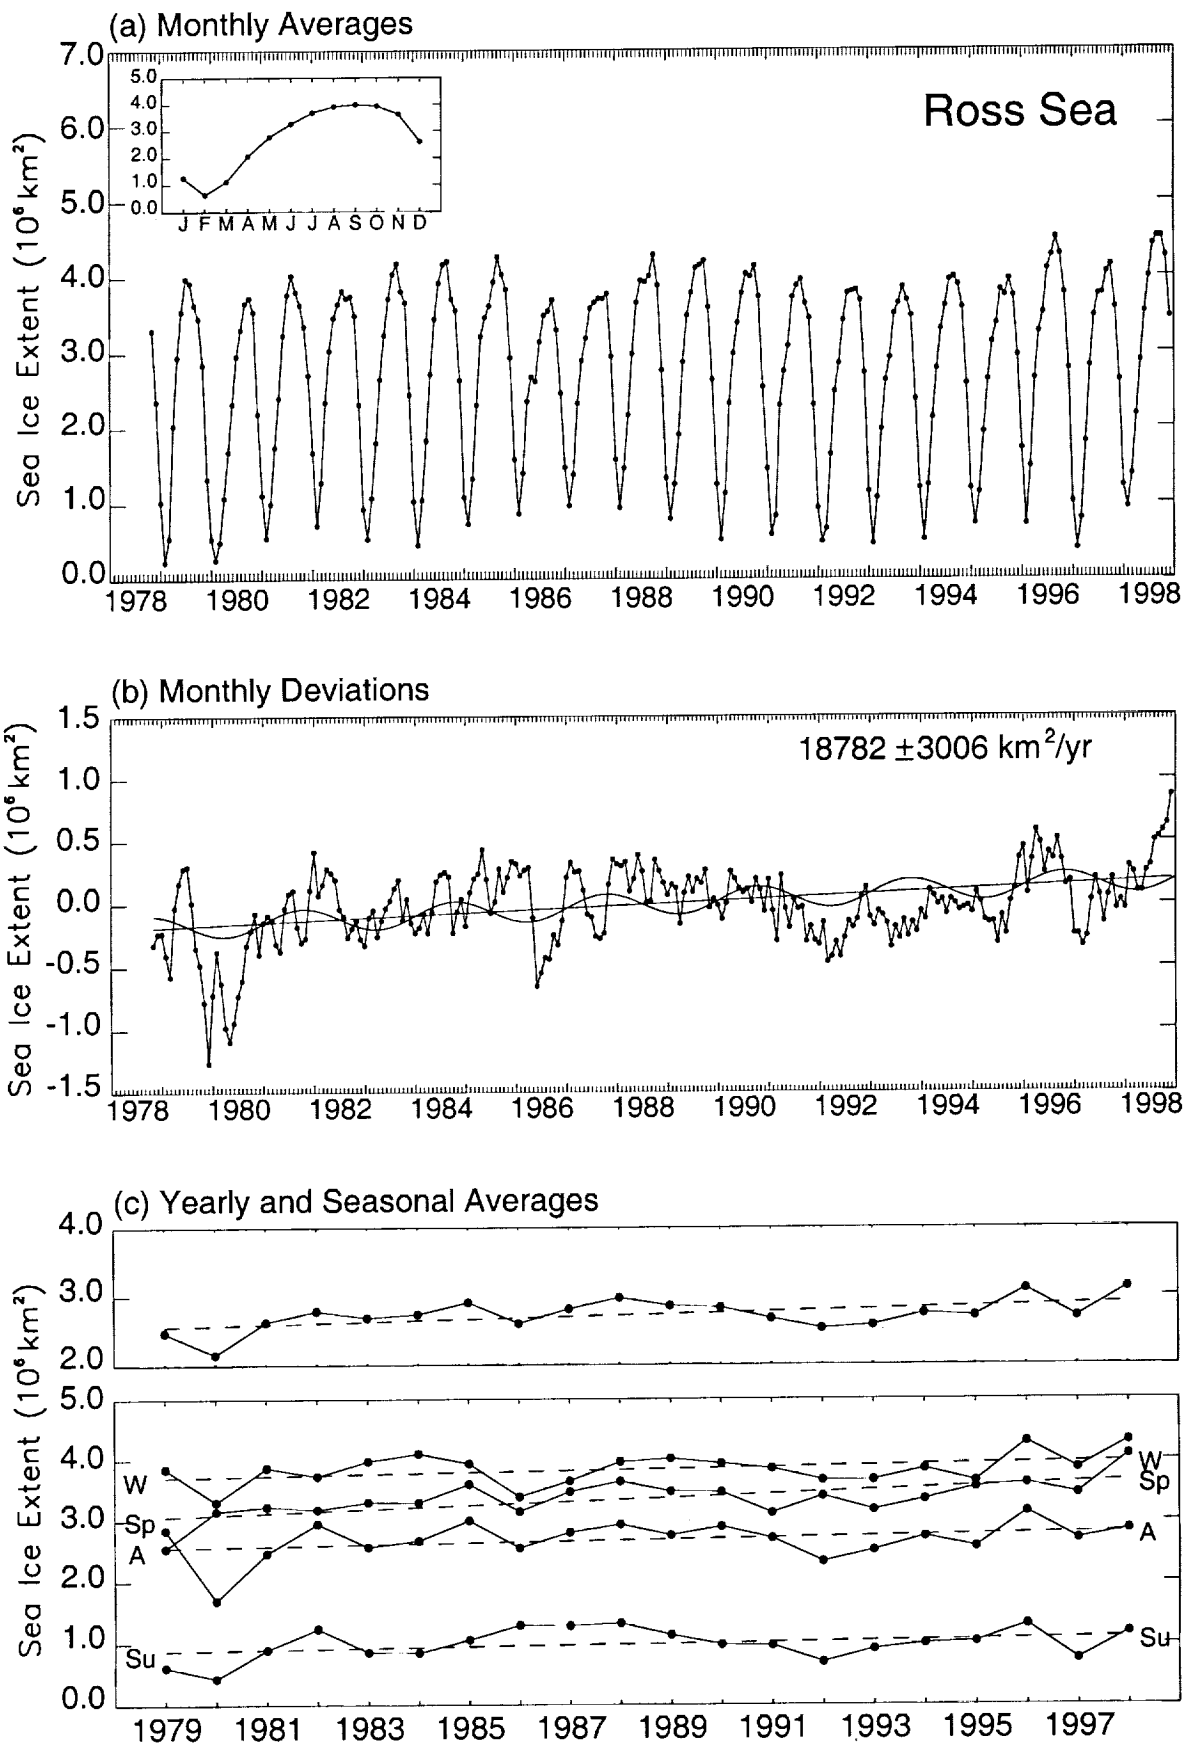 (a) Monthly Averages
7.0
6.0
5.0
4.0
3.0
2.0
1.0
0.0
Sea Ice Extent (10⁶ km²)
Ross Sea
5.0
4.0
3.0
2.0
1.0
0.0
J F M A M J J A S O N D
1978 1980 1982 1984 1986 1988 1990 1992 1994 1996 1998
(b) Monthly Deviations
1.5
1.0
0.5
0.0
-0.5
-1.0
-1.5
Sea Ice Extent (10⁶ km²)
18782 ±3006 km²/yr
1978 1980 1982 1984 1986 1988 1990 1992 1994 1996 1998
(c) Yearly and Seasonal Averages
4.0
3.0
2.0
5.0
4.0
3.0
2.0
1.0
0.0
Sea Ice Extent (10⁶ km²)
W
Sp
A
Su
W
Sp
A
Su
1979 1981 1983 1985 1987 1989 1991 1993 1995 1997